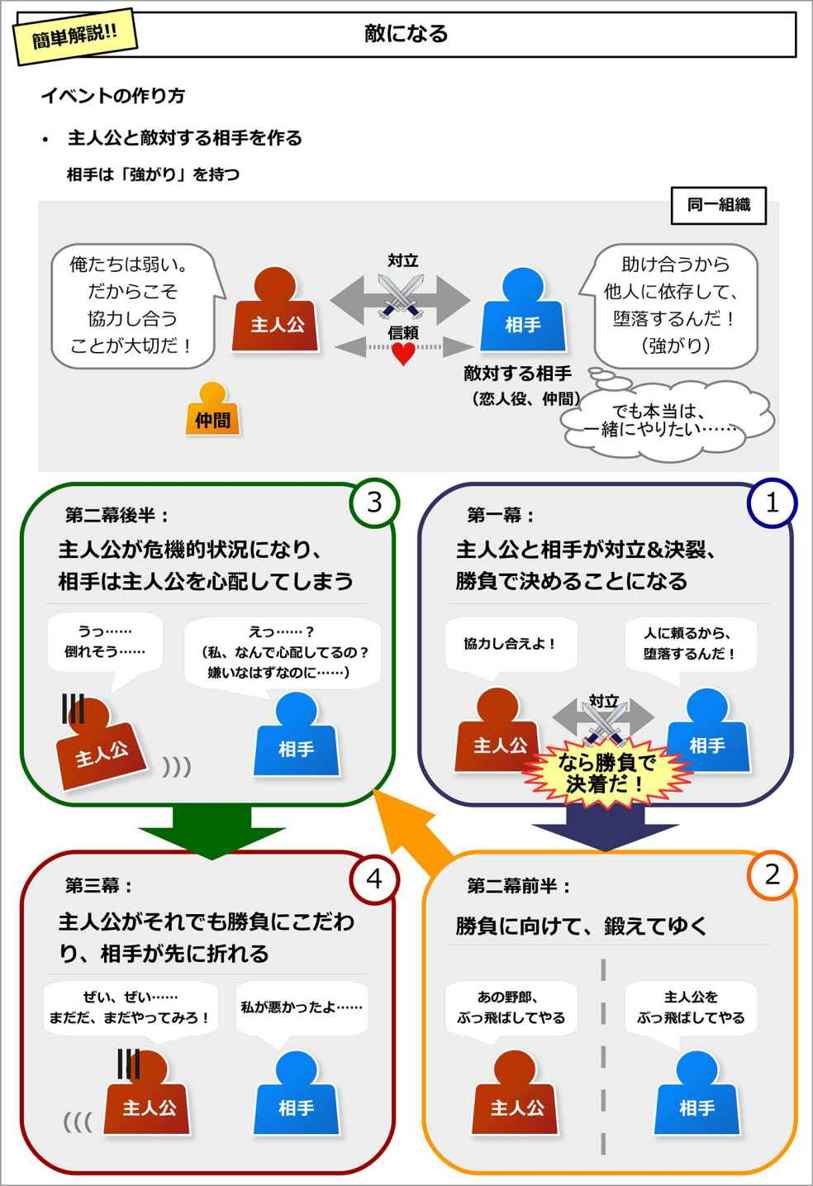 簡単解説!!
敵になる
イベントの作り方
・ 主人公と敵対する相手を作る
相手は「強がり」を持つ
同一組織
俺たちは弱い。
だからこそ
協力し合う
ことが大切だ！
主人公
対立
信頼
相手
助け合うから
他人に依存して、
堕落するんだ！
（強がり）
敵対する相手
（恋人役、仲間）
でも本当は、
一緒にやりたい……
仲間
1
第一幕：
主人公と相手が対立&決裂、
勝負で決めることになる
協力し合えよ！
人に頼るから、
堕落するんだ！
主人公
対立
相手
なら勝負で
決着だ！
2
第二幕前半：
勝負に向けて、鍛えてゆく
あの野郎、
ぶっ飛ばしてやる
主人公を
ぶっ飛ばしてやる
主人公
相手
3
第二幕後半：
主人公が危機的状況になり、
相手は主人公を心配してしまう
うっ……
倒れそう……
えっ……？
（私、なんで心配してるの？
嫌いなはずなのに……）
主人公
相手
4
第三幕：
主人公がそれでも勝負にこだわ
り、相手が先に折れる
ぜい、ぜい……
まだだ、まだやってみろ！
私が悪かったよ……
主人公
相手